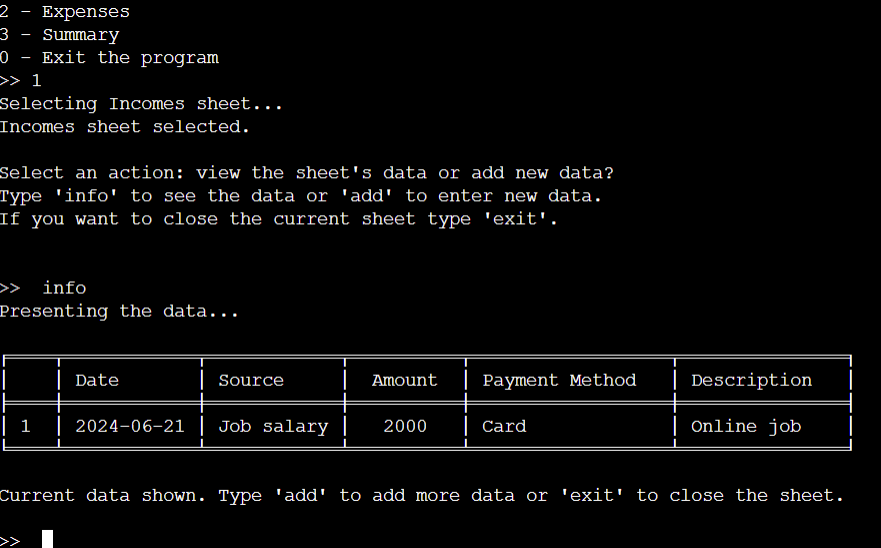 2 - Expenses
3 - Summary
0 - Exit the program
>> 1
Selecting Incomes sheet...
Incomes sheet selected.
Select an action: view the sheet's data or add new data?
Type 'info' to see the data or 'add' to enter new data.
If you want to close the current sheet type 'exit'.
>> info
Presenting the data...
Date Source Amount Payment Method Description
1 2024-06-21 Job salary 2000 Card Online job
Current data shown. Type 'add' to add more data or 'exit' to close the sheet.
>>